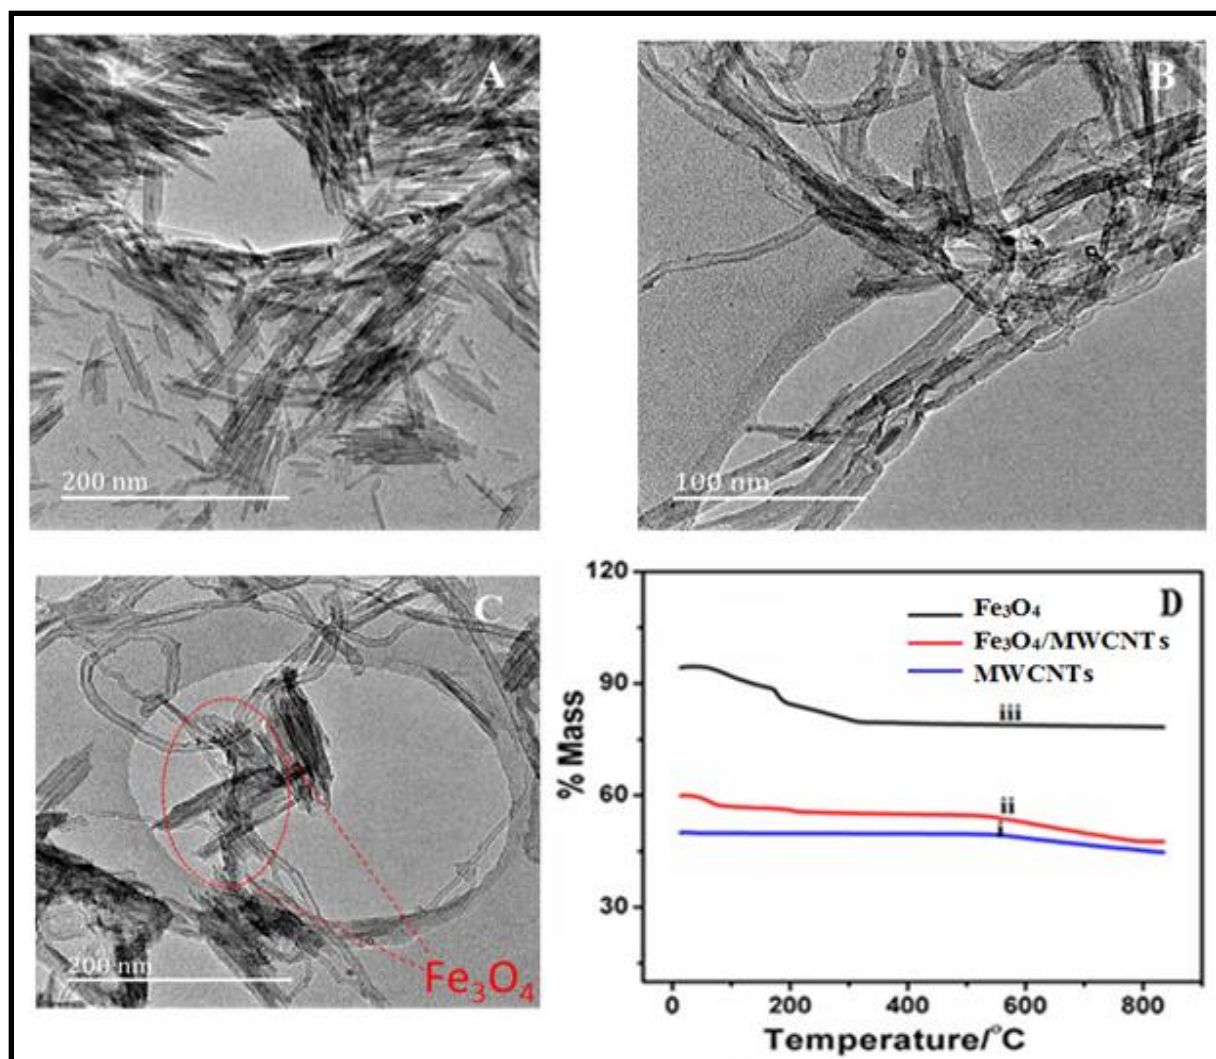 A
200 nm
B
100 nm
C
200 nm
Fe₃O₄
D
Fe₃O₄
Fe₃O₄/MWCNTs
MWCNTs
120
90
60
30
% Mass
iii
ii
i
0
200
400
600
800
Temperature/°C